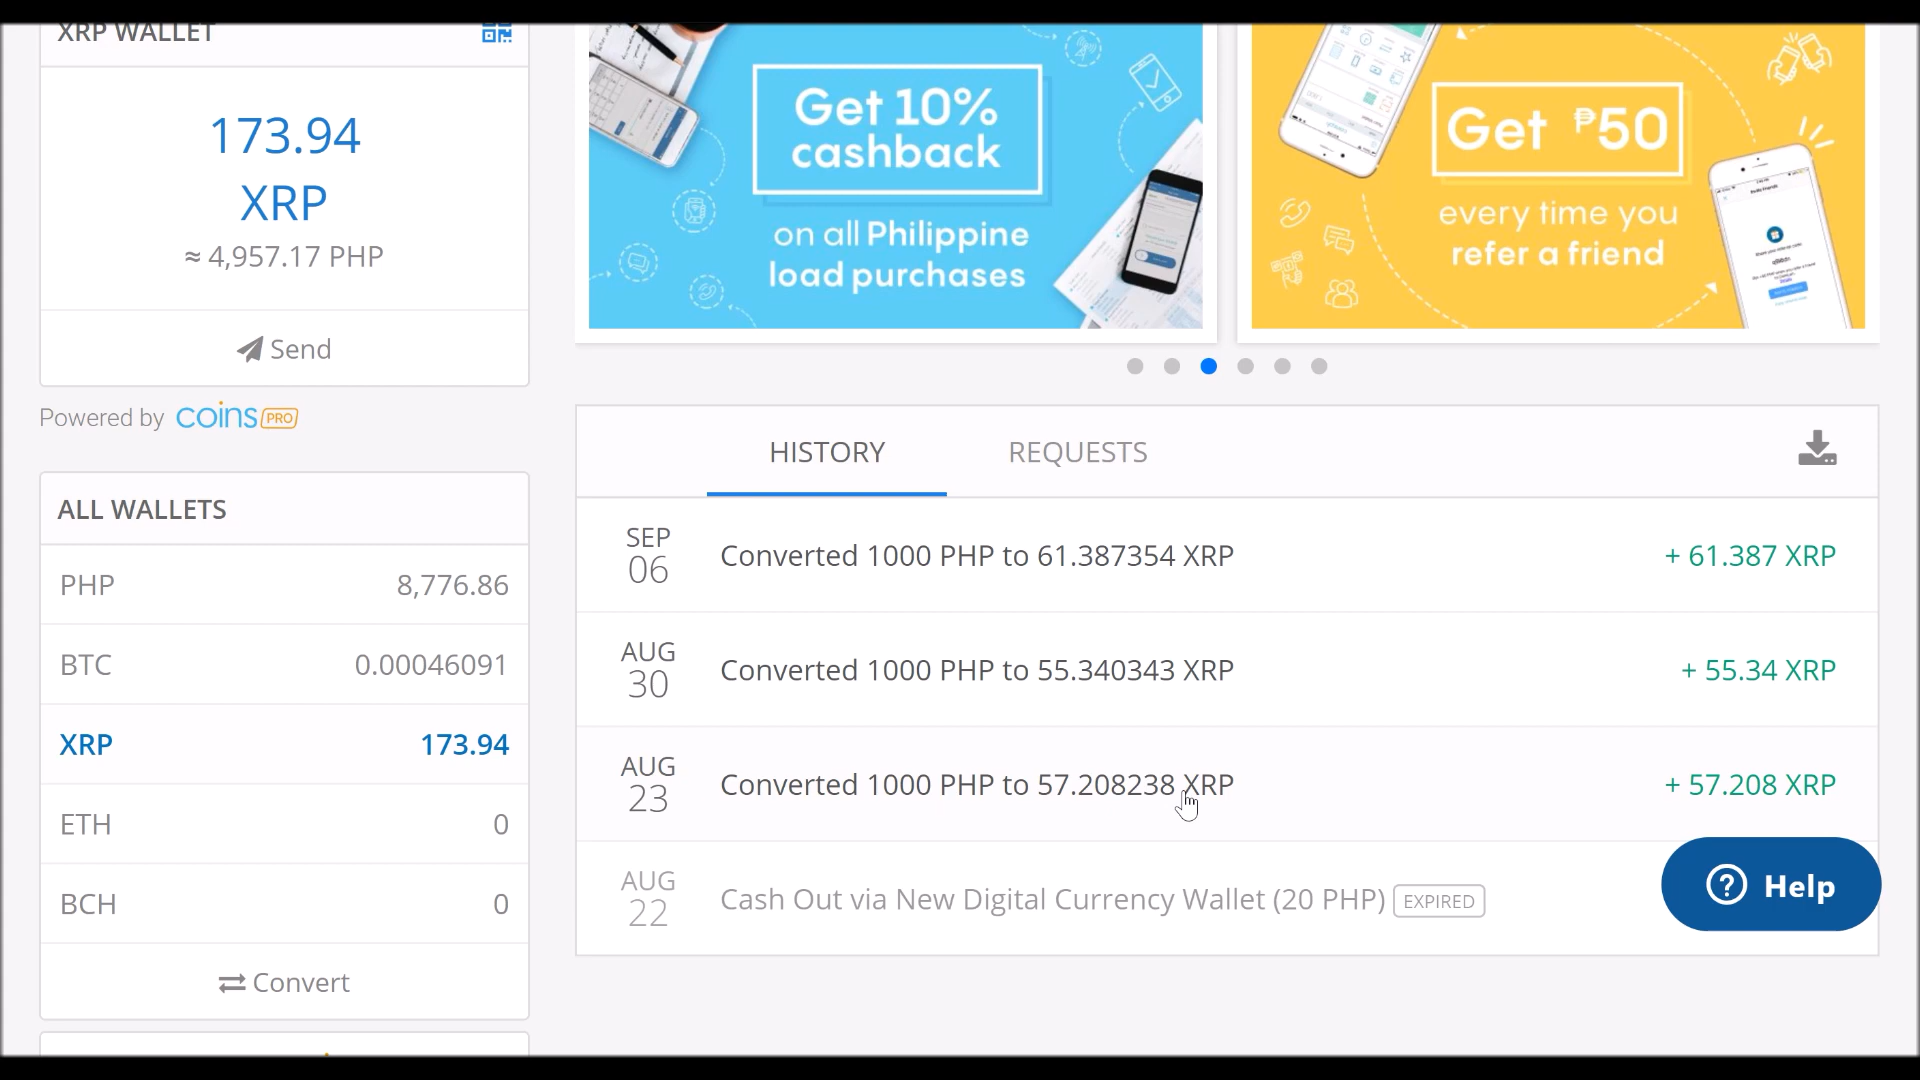 XRP WALLET
173.94
XRP
≈ 4,957.17 PHP
Send
Powered by coins PRO
ALL WALLETS
PHP 8,776.86
BTC 0.00046091
XRP 173.94
ETH 0
BCH 0
Convert
Get 10%
cashback
on all Philippine
load purchases
Get ₱50
every time you
refer a friend
HISTORY REQUESTS
SEP
06
Converted 1000 PHP to 61.387354 XRP + 61.387 XRP
AUG
30
Converted 1000 PHP to 55.340343 XRP + 55.34 XRP
AUG
23
Converted 1000 PHP to 57.208238 XRP + 57.208 XRP
AUG
22
Cash Out via New Digital Currency Wallet (20 PHP) EXPIRED
Help